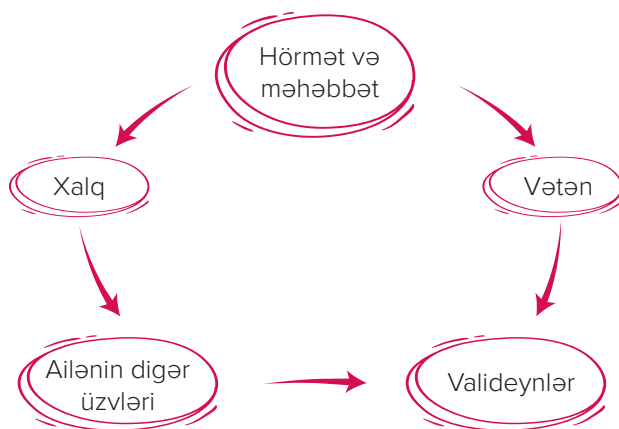 Hörmət və
məhəbbət
Xalq
Vətən
Ailənin digər
üzvləri
Valideynlər